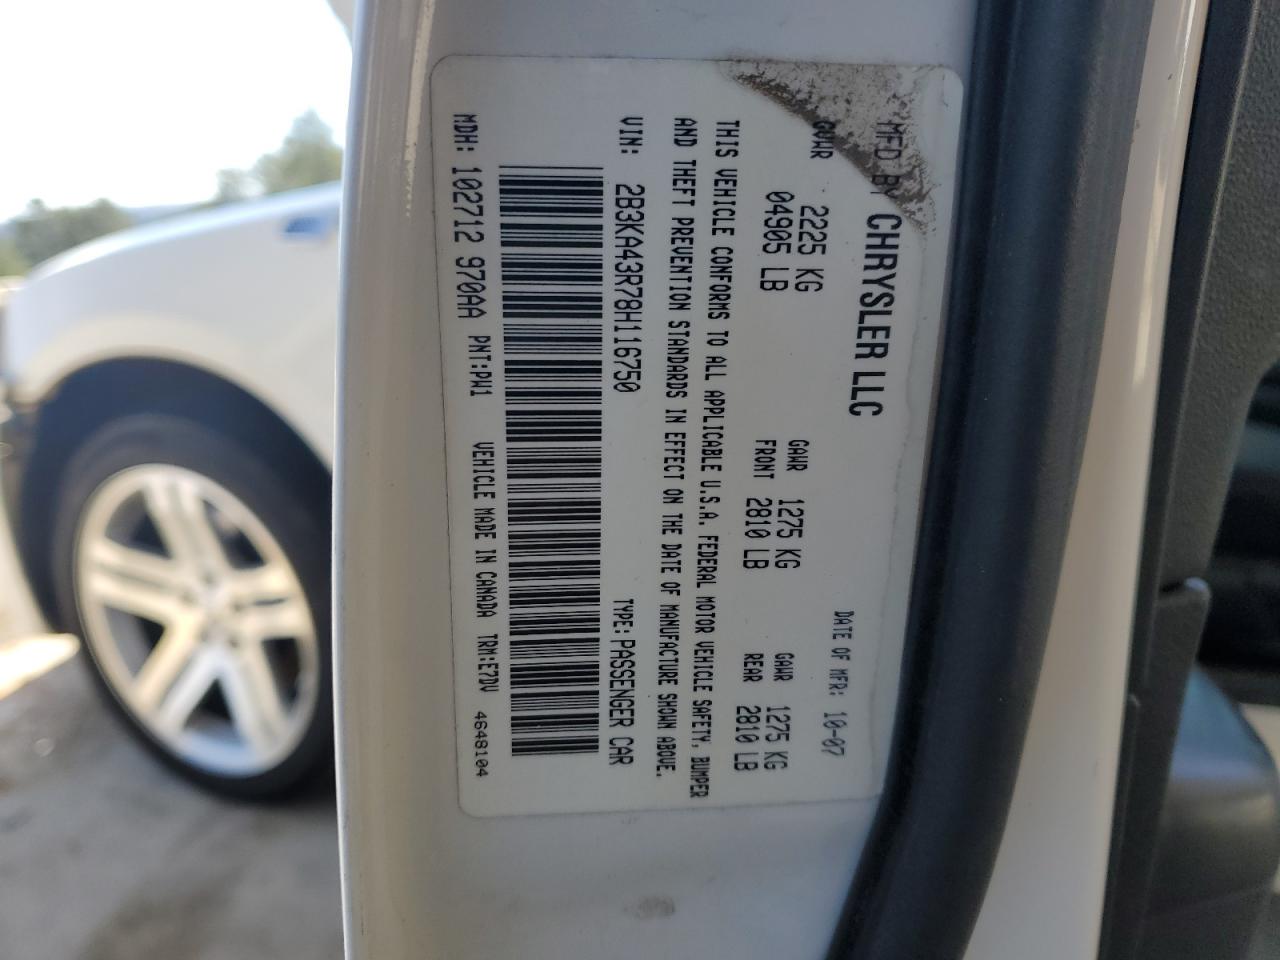 MFD BY CHRYSLER LLC
DATE OF MFR: 10-07
GVWR 2225 KG
04905 LB
GAWR FRONT 1275 KG
2810 LB
GAWR REAR 1275 KG
2810 LB
THIS VEHICLE CONFORMS TO ALL APPLICABLE U.S.A. FEDERAL MOTOR VEHICLE SAFETY, BUMPER
AND THEFT PREVENTION STANDARDS IN EFFECT ON THE DATE OF MANUFACTURE SHOWN ABOVE.
VIN: 2B3KA43R78H116750 TYPE: PASSENGER CAR
MDH: 102712 970AA PNT:PW1 VEHICLE MADE IN CANADA TRM:E7DV 4648104